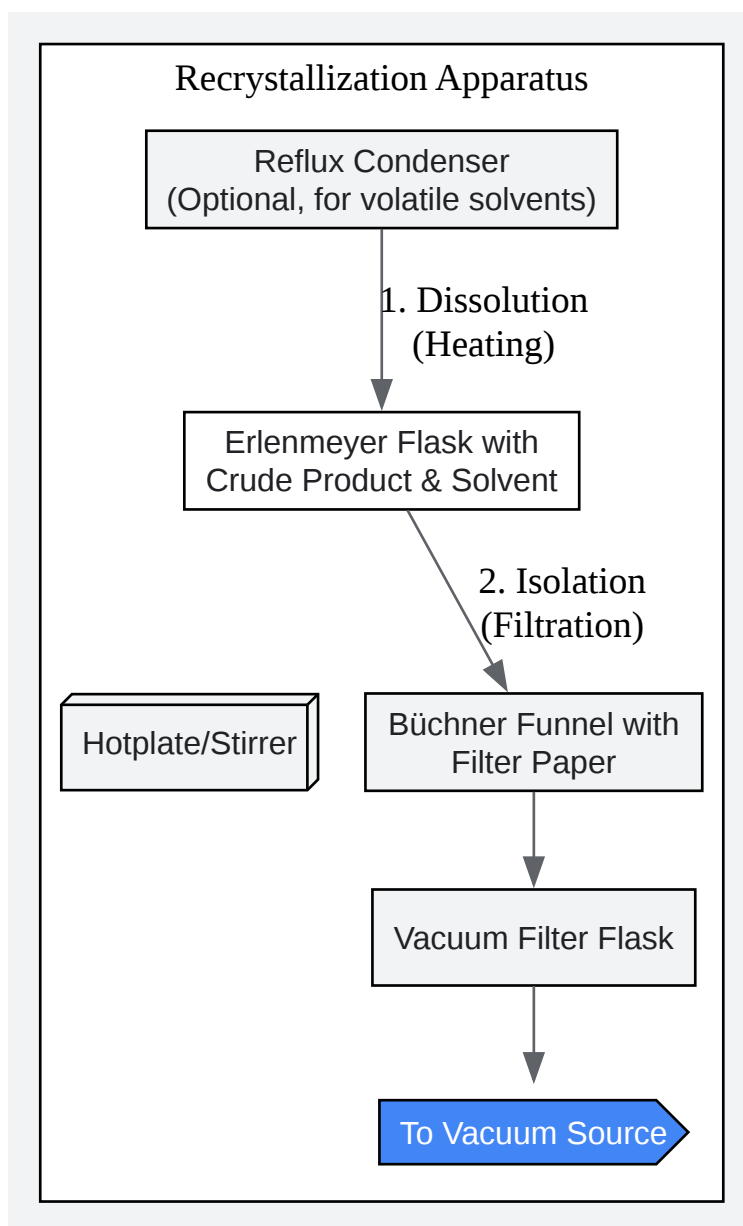 Recrystallization Apparatus
Reflux Condenser
(Optional, for volatile solvents)
1. Dissolution
(Heating)
Erlenmeyer Flask with
Crude Product & Solvent
2. Isolation
(Filtration)
Hotplate/Stirrer
Büchner Funnel with
Filter Paper
Vacuum Filter Flask
To Vacuum Source